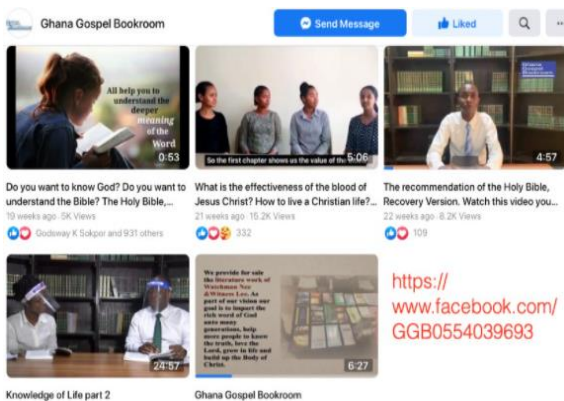 Ghana Gospel Bookroom
Send Message
Liked
All help you to
understand the
deeper
meaning
of the
Word
0:53
So the first chapter shows us the value of the
5:06
4:57
Do you want to know God? Do you want to
understand the Bible? The Holy Bible,...
19 weeks ago · 5K Views
Godsway K Sokpor and 931 others
What is the effectiveness of the blood of
Jesus Christ? How to live a Christian life?...
21 weeks ago · 15.2K Views
332
The recommendation of the Holy Bible,
Recovery Version. Watch this video you...
22 weeks ago · 8.2K Views
109
24:57
We provide for sale
the literature work of
Watchman Nee
&Witness Lee. As
part of our vision our
goal is to impart the
rich word of God
unto many
generations, help
more people to know
the truth, love the
Lord, grow in life and
build up the Body of
Christ.
6:27
https://
www.facebook.com/
GGB0554039693
Knowledge of Life part 2
Ghana Gospel Bookroom